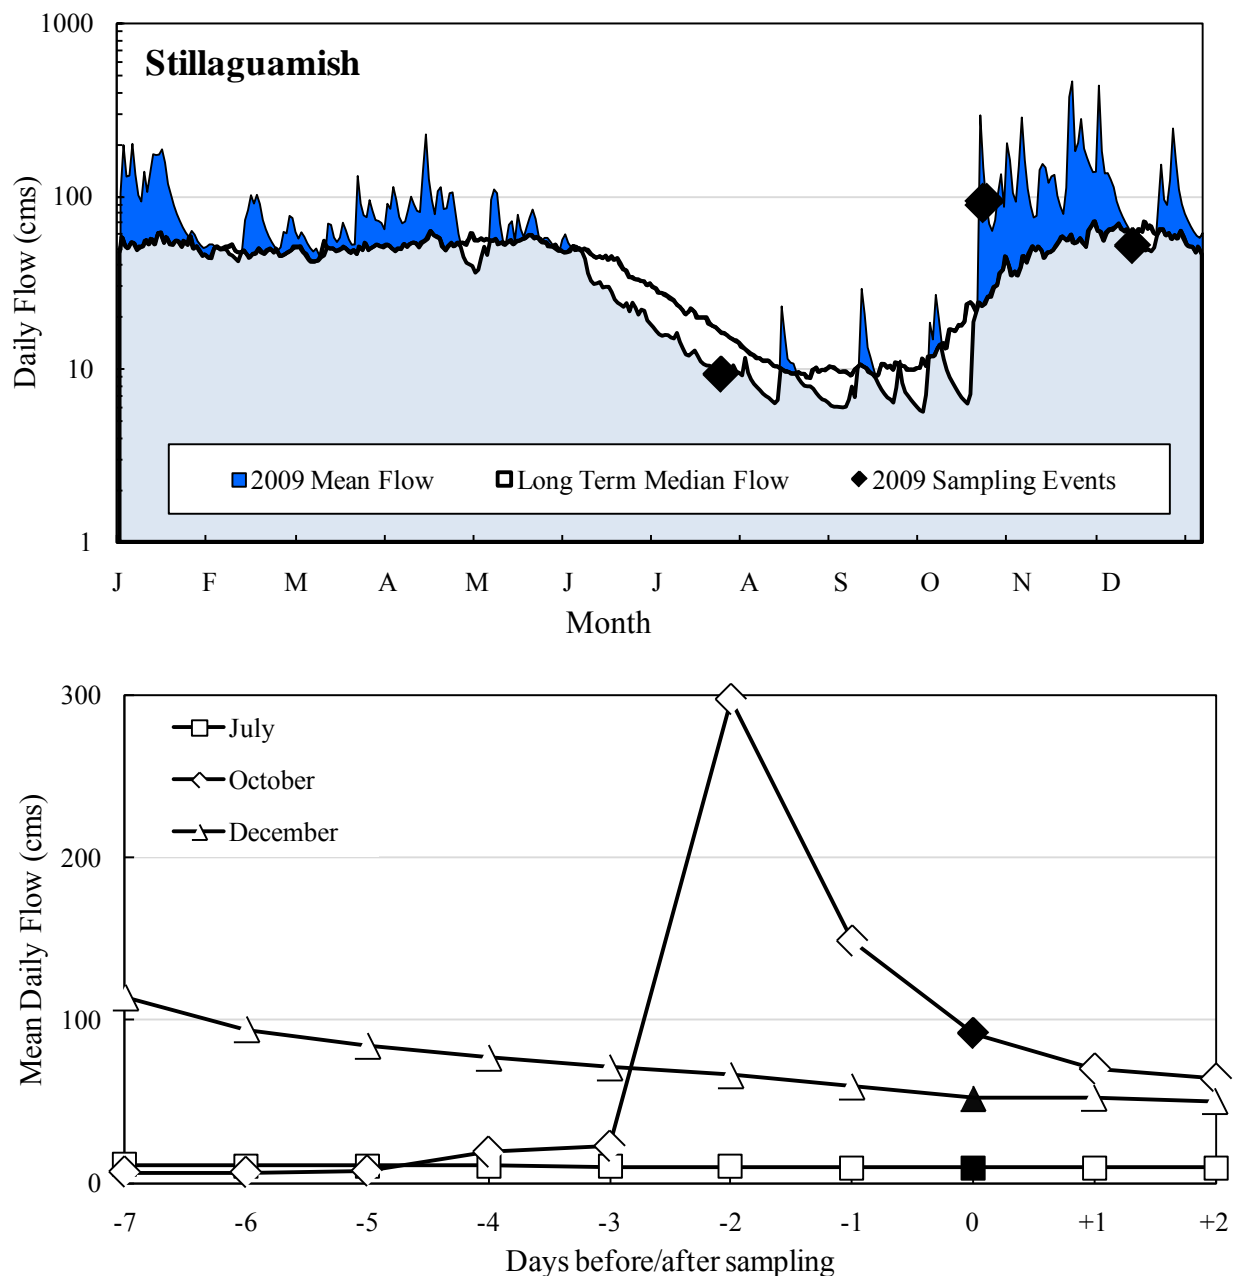 1000
Stillaguamish
100
10
1
Daily Flow (cms)
2009 Mean Flow
Long Term Median Flow
2009 Sampling Events
J F M A M J J A S O N D
Month
300
200
100
0
Mean Daily Flow (cms)
July
October
December
-7 -6 -5 -4 -3 -2 -1 0 +1 +2
Days before/after sampling